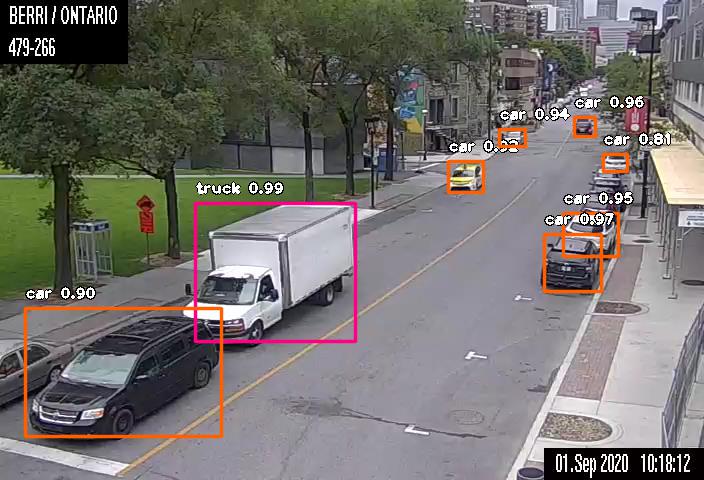 BERRI / ONTARIO
479-266
car 0.96
car 0.94
car 0.81
truck 0.99
car 0.95
car 0.97
car 0.90
01.Sep 2020 10:18:12